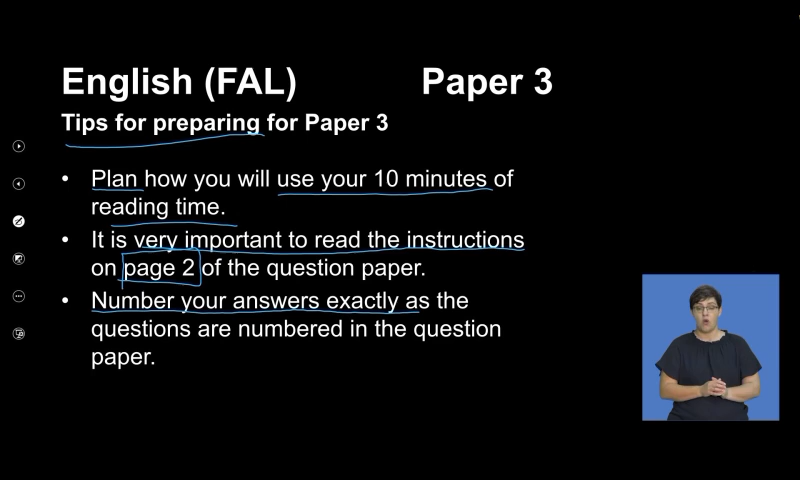 English (FAL) Paper 3
Tips for preparing for Paper 3
• Plan how you will use your 10 minutes of
reading time.
• It is very important to read the instructions
on page 2 of the question paper.
• Number your answers exactly as the
questions are numbered in the question
paper.